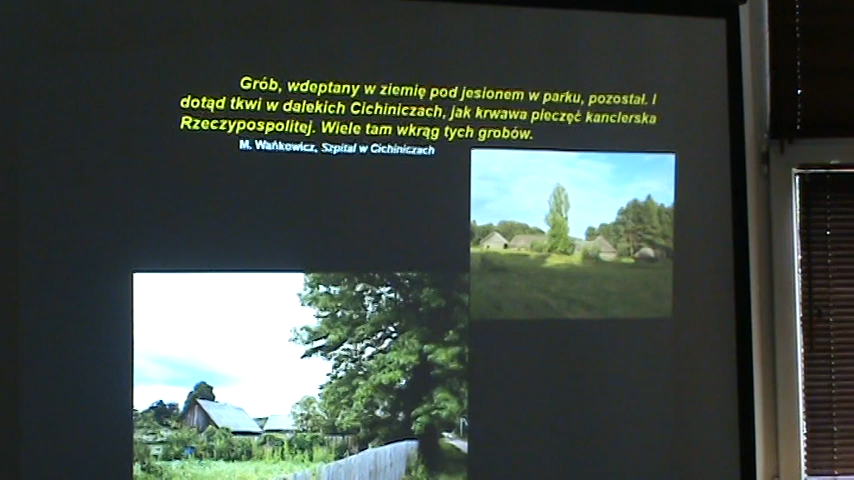 Grób, wdeptany w ziemię pod jesionem w parku, pozostał. I
dotąd tkwi w dalekich Cichiniczach, jak krwawa pieczęć kanclerska
Rzeczypospolitej. Wiele tam wkrąg tych grobów.
M. Wańkowicz, Szpital w Cichiniczach